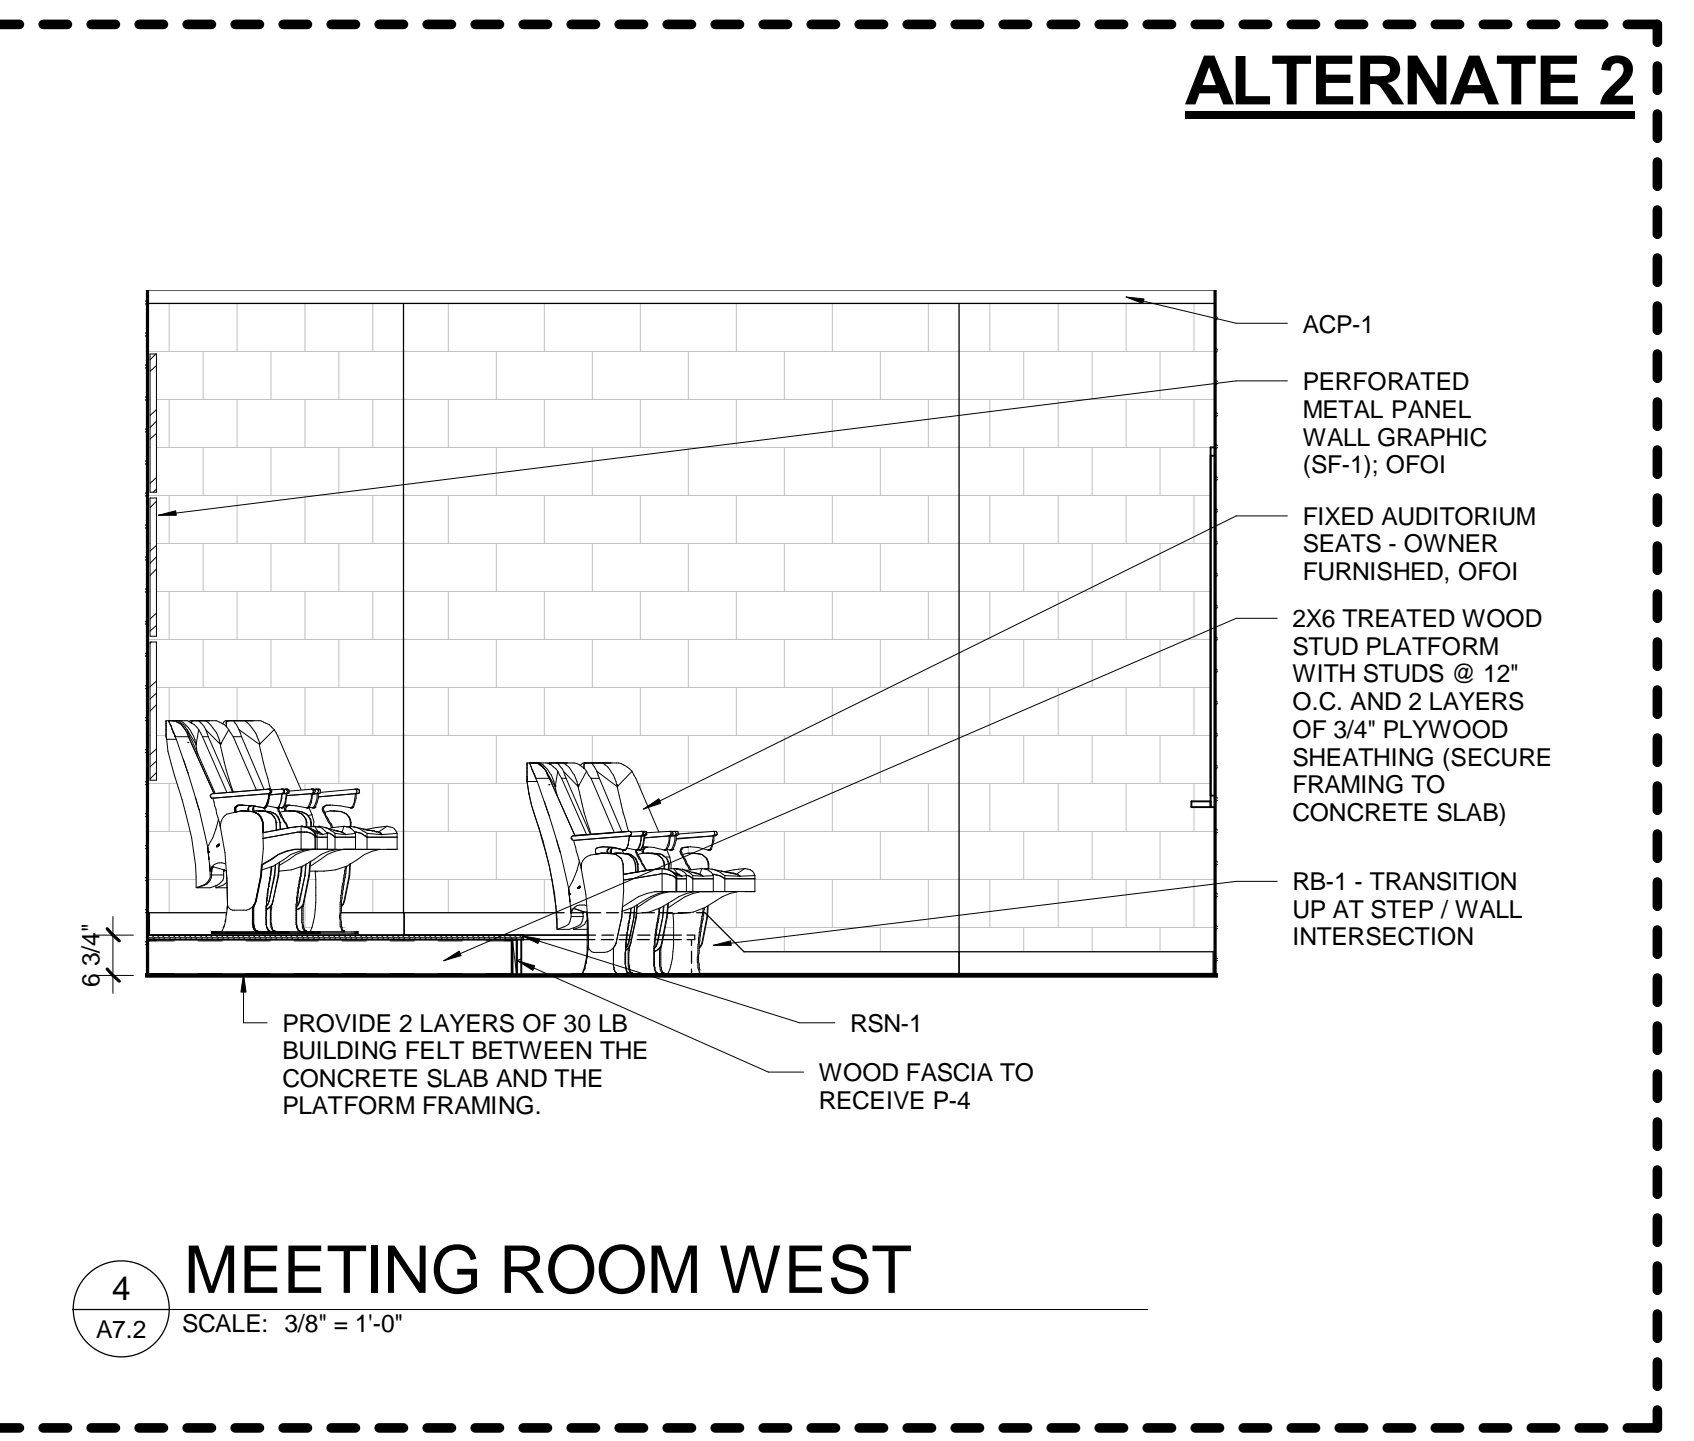 ALTERNATE 2
ACP-1
PERFORATED
METAL PANEL
WALL GRAPHIC
(SF-1); OFOI
FIXED AUDITORIUM
SEATS - OWNER
FURNISHED, OFOI
2X6 TREATED WOOD
STUD PLATFORM
WITH STUDS @ 12"
O.C. AND 2 LAYERS
OF 3/4" PLYWOOD
SHEATHING (SECURE
FRAMING TO
CONCRETE SLAB)
RB-1 - TRANSITION
UP AT STEP / WALL
INTERSECTION
6 3/4"
PROVIDE 2 LAYERS OF 30 LB
BUILDING FELT BETWEEN THE
CONCRETE SLAB AND THE
PLATFORM FRAMING.
RSN-1
WOOD FASCIA TO
RECEIVE P-4
4
A7.2
MEETING ROOM WEST
SCALE: 3/8" = 1'-0"